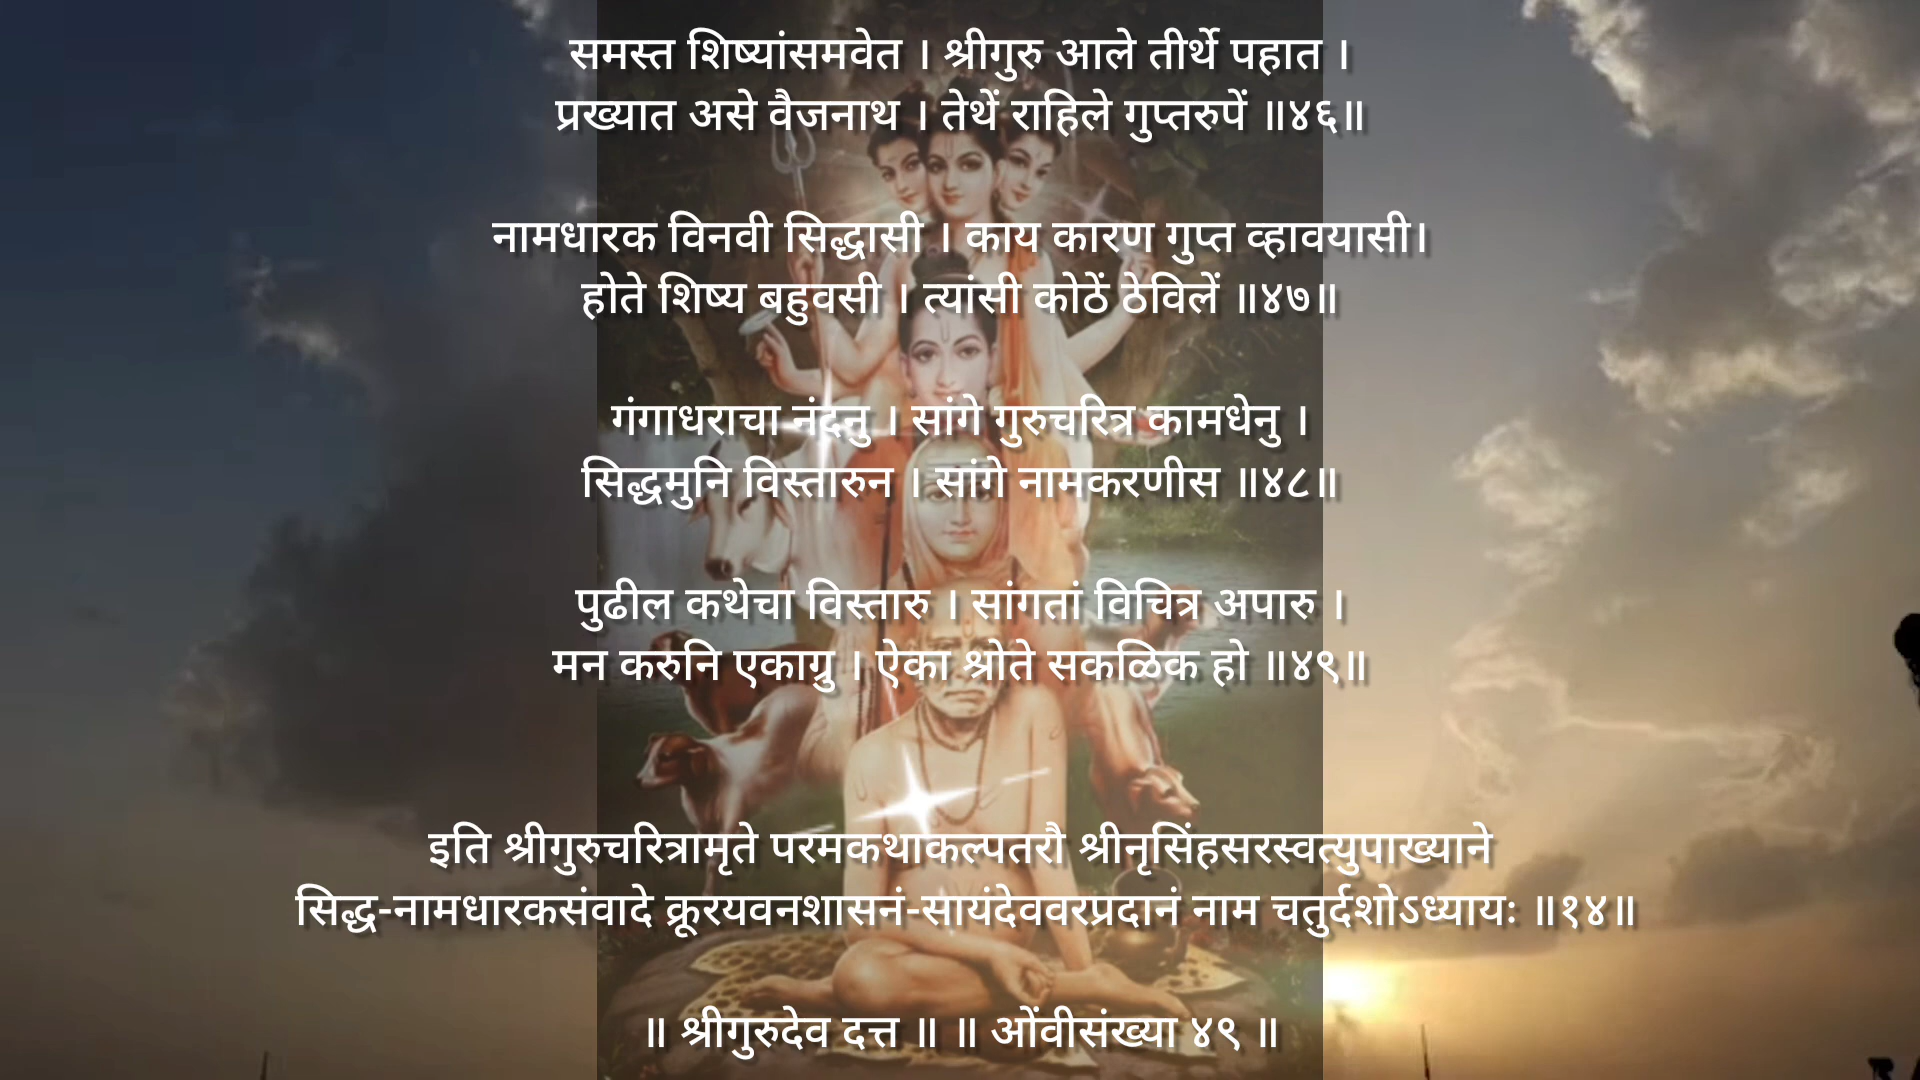 समस्त शिष्यांसमवेत । श्रीगुरु आले तीर्थे पहात ।
प्रख्यात असे वैजनाथ । तेथें राहिले गुप्तरुपें ॥४६॥
नामधारक विनवी सिद्धासी । काय कारण गुप्त व्हावयासी।
होते शिष्य बहुवसी । त्यांसी कोठें ठेविलें ॥४७॥
गंगाधराचा नंदनु । सांगे गुरुचरित्र कामधेनु ।
सिद्धमुनि विस्तारुन । सांगे नामकरणीस ॥४८॥
पुढील कथेचा विस्तारु । सांगतां विचित्र अपारु ।
मन करुनि एकाग्रु । ऐका श्रोते सकळिक हो ॥४९॥
इति श्रीगुरुचरित्रामृते परमकथाकल्पतरौ श्रीनृसिंहसरस्वत्युपाख्याने
सिद्ध-नामधारकसंवादे क्रूरयवनशासनं-सायंदेववरप्रदानं नाम चतुर्दशोऽध्यायः ॥१४॥
॥ श्रीगुरुदेव दत्त ॥ ॥ ओंवीसंख्या ४९ ॥